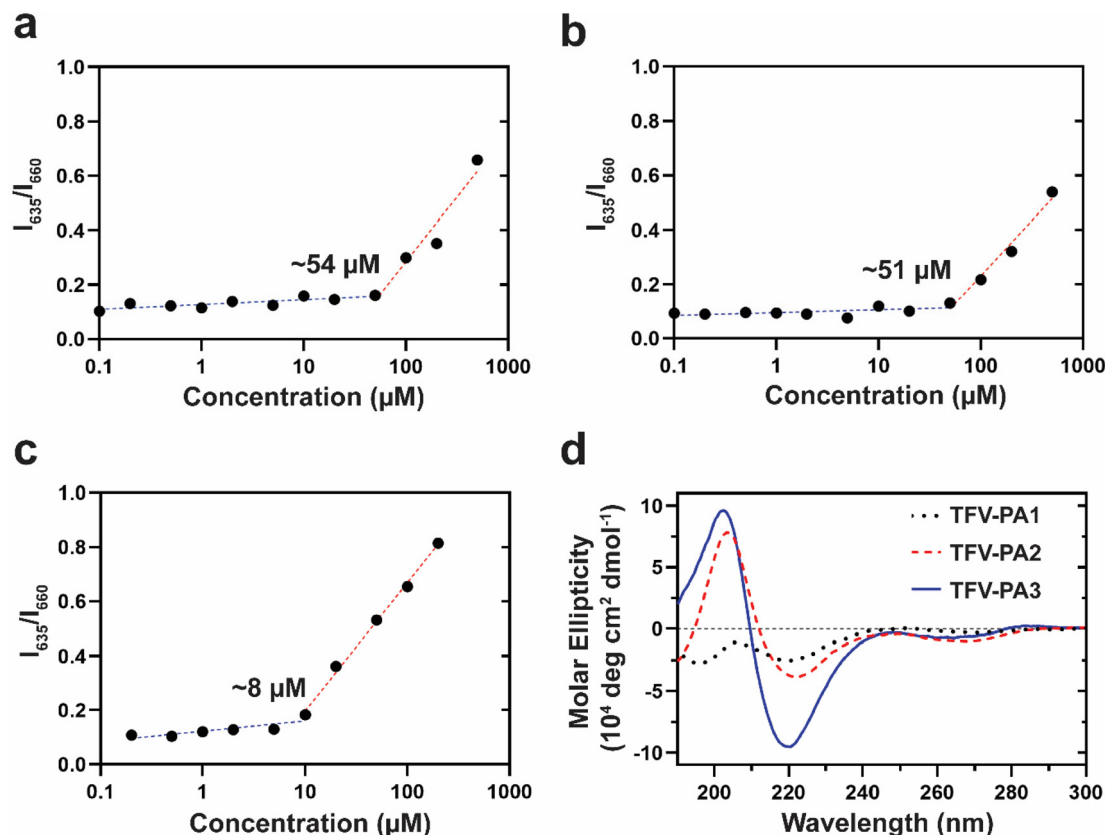 a
1.0
0.8
0.6
0.4
0.2
0.0
I₆₃₅/I₆₆₀
~54 µM
0.1 1 10 100 1000
Concentration (µM)
b
1.0
0.8
0.6
0.4
0.2
0.0
I₆₃₅/I₆₆₀
~51 µM
0.1 1 10 100 1000
Concentration (µM)
c
1.0
0.8
0.6
0.4
0.2
0.0
I₆₃₅/I₆₆₀
~8 µM
0.1 1 10 100 1000
Concentration (µM)
d
10
5
0
-5
-10
Molar Ellipticity
(10⁴ deg cm² dmol⁻¹)
TFV-PA1
TFV-PA2
TFV-PA3
200 220 240 260 280 300
Wavelength (nm)